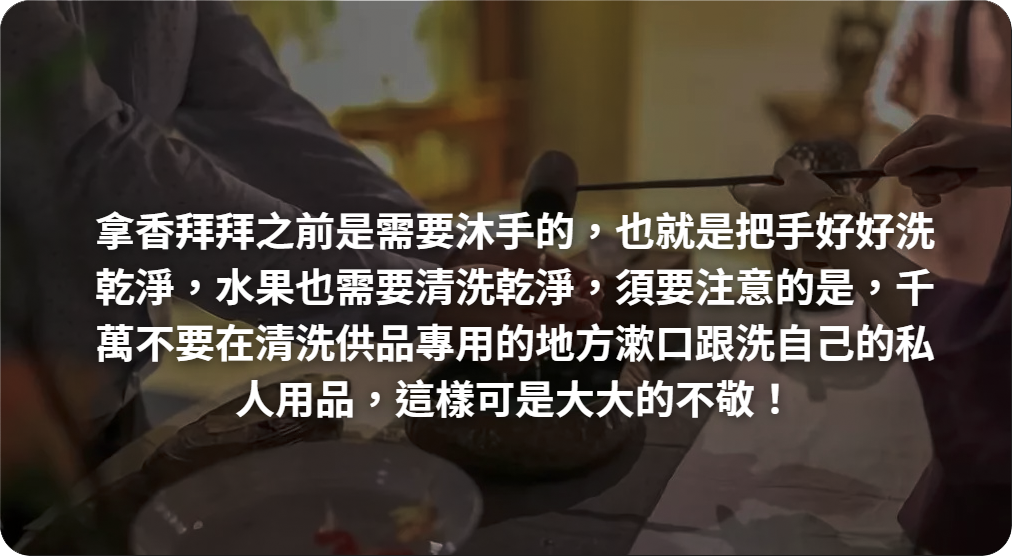 拿香拜拜之前是需要沐手的，也就是把手好好洗
乾淨，水果也需要清洗乾淨，須要注意的是，千
萬不要在清洗供品專用的地方漱口跟洗自己的私
人用品，這樣可是大大的不敬！